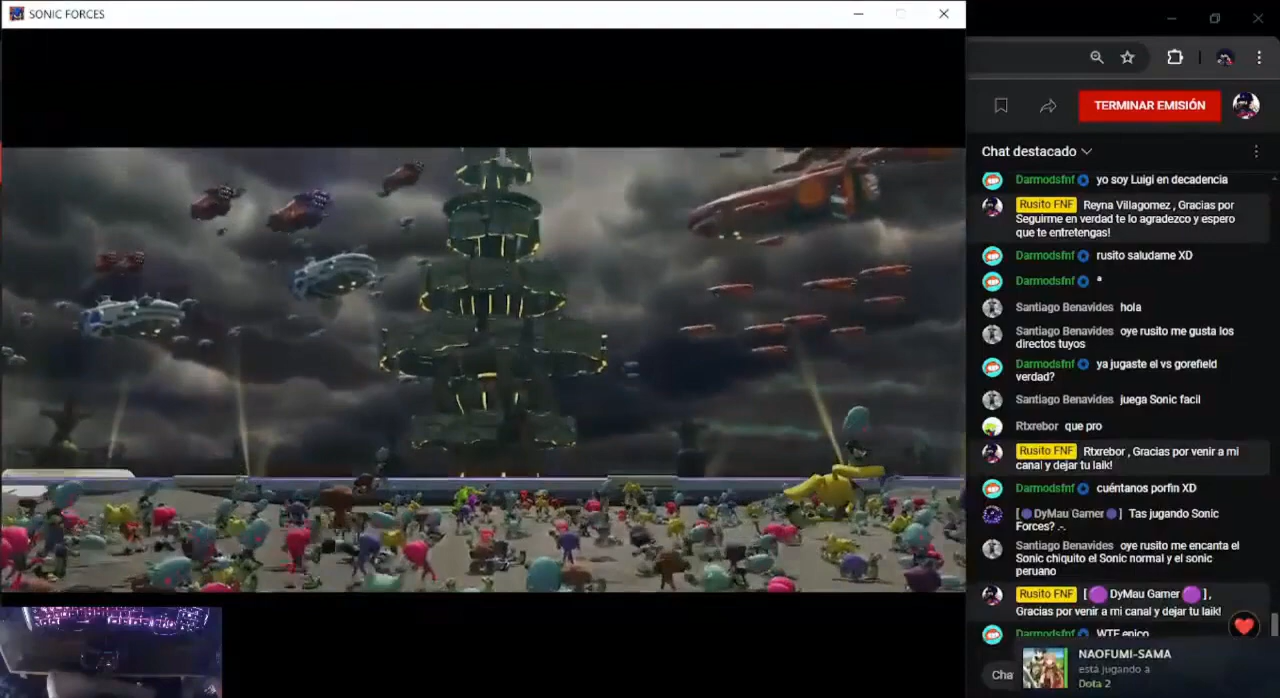 SONIC FORCES
TERMINAR EMISIÓN
Chat destacado
Darmodsfnf yo soy Luigi en decadencia
Rusito FNF Reyna Villagomez , Gracias por
Seguirme en verdad te lo agradezco y espero
que te entretengas!
Darmodsfnf rusito saludame XD
Darmodsfnf ª
Santiago Benavides hola
Santiago Benavides oye rusito me gusta los
directos tuyos
Darmodsfnf ya jugaste el vs gorefield
verdad?
Santiago Benavides juega Sonic facil
Rtxrebor que pro
Rusito FNF Rtxrebor , Gracias por venir a mi
canal y dejar tu laik!
Darmodsfnf cuéntanos porfin XD
[🟣DyMau Gamer🟣] Tas jugando Sonic
Forces? .-.
Santiago Benavides oye rusito me encanta el
Sonic chiquito el Sonic normal y el sonic
peruano
Rusito FNF [🟣 DyMau Gamer 🟣] ,
Gracias por venir a mi canal y dejar tu laik!
Darmodsfnf WTF epico
Cha
NAOFUMI-SAMA
está jugando a
Dota 2